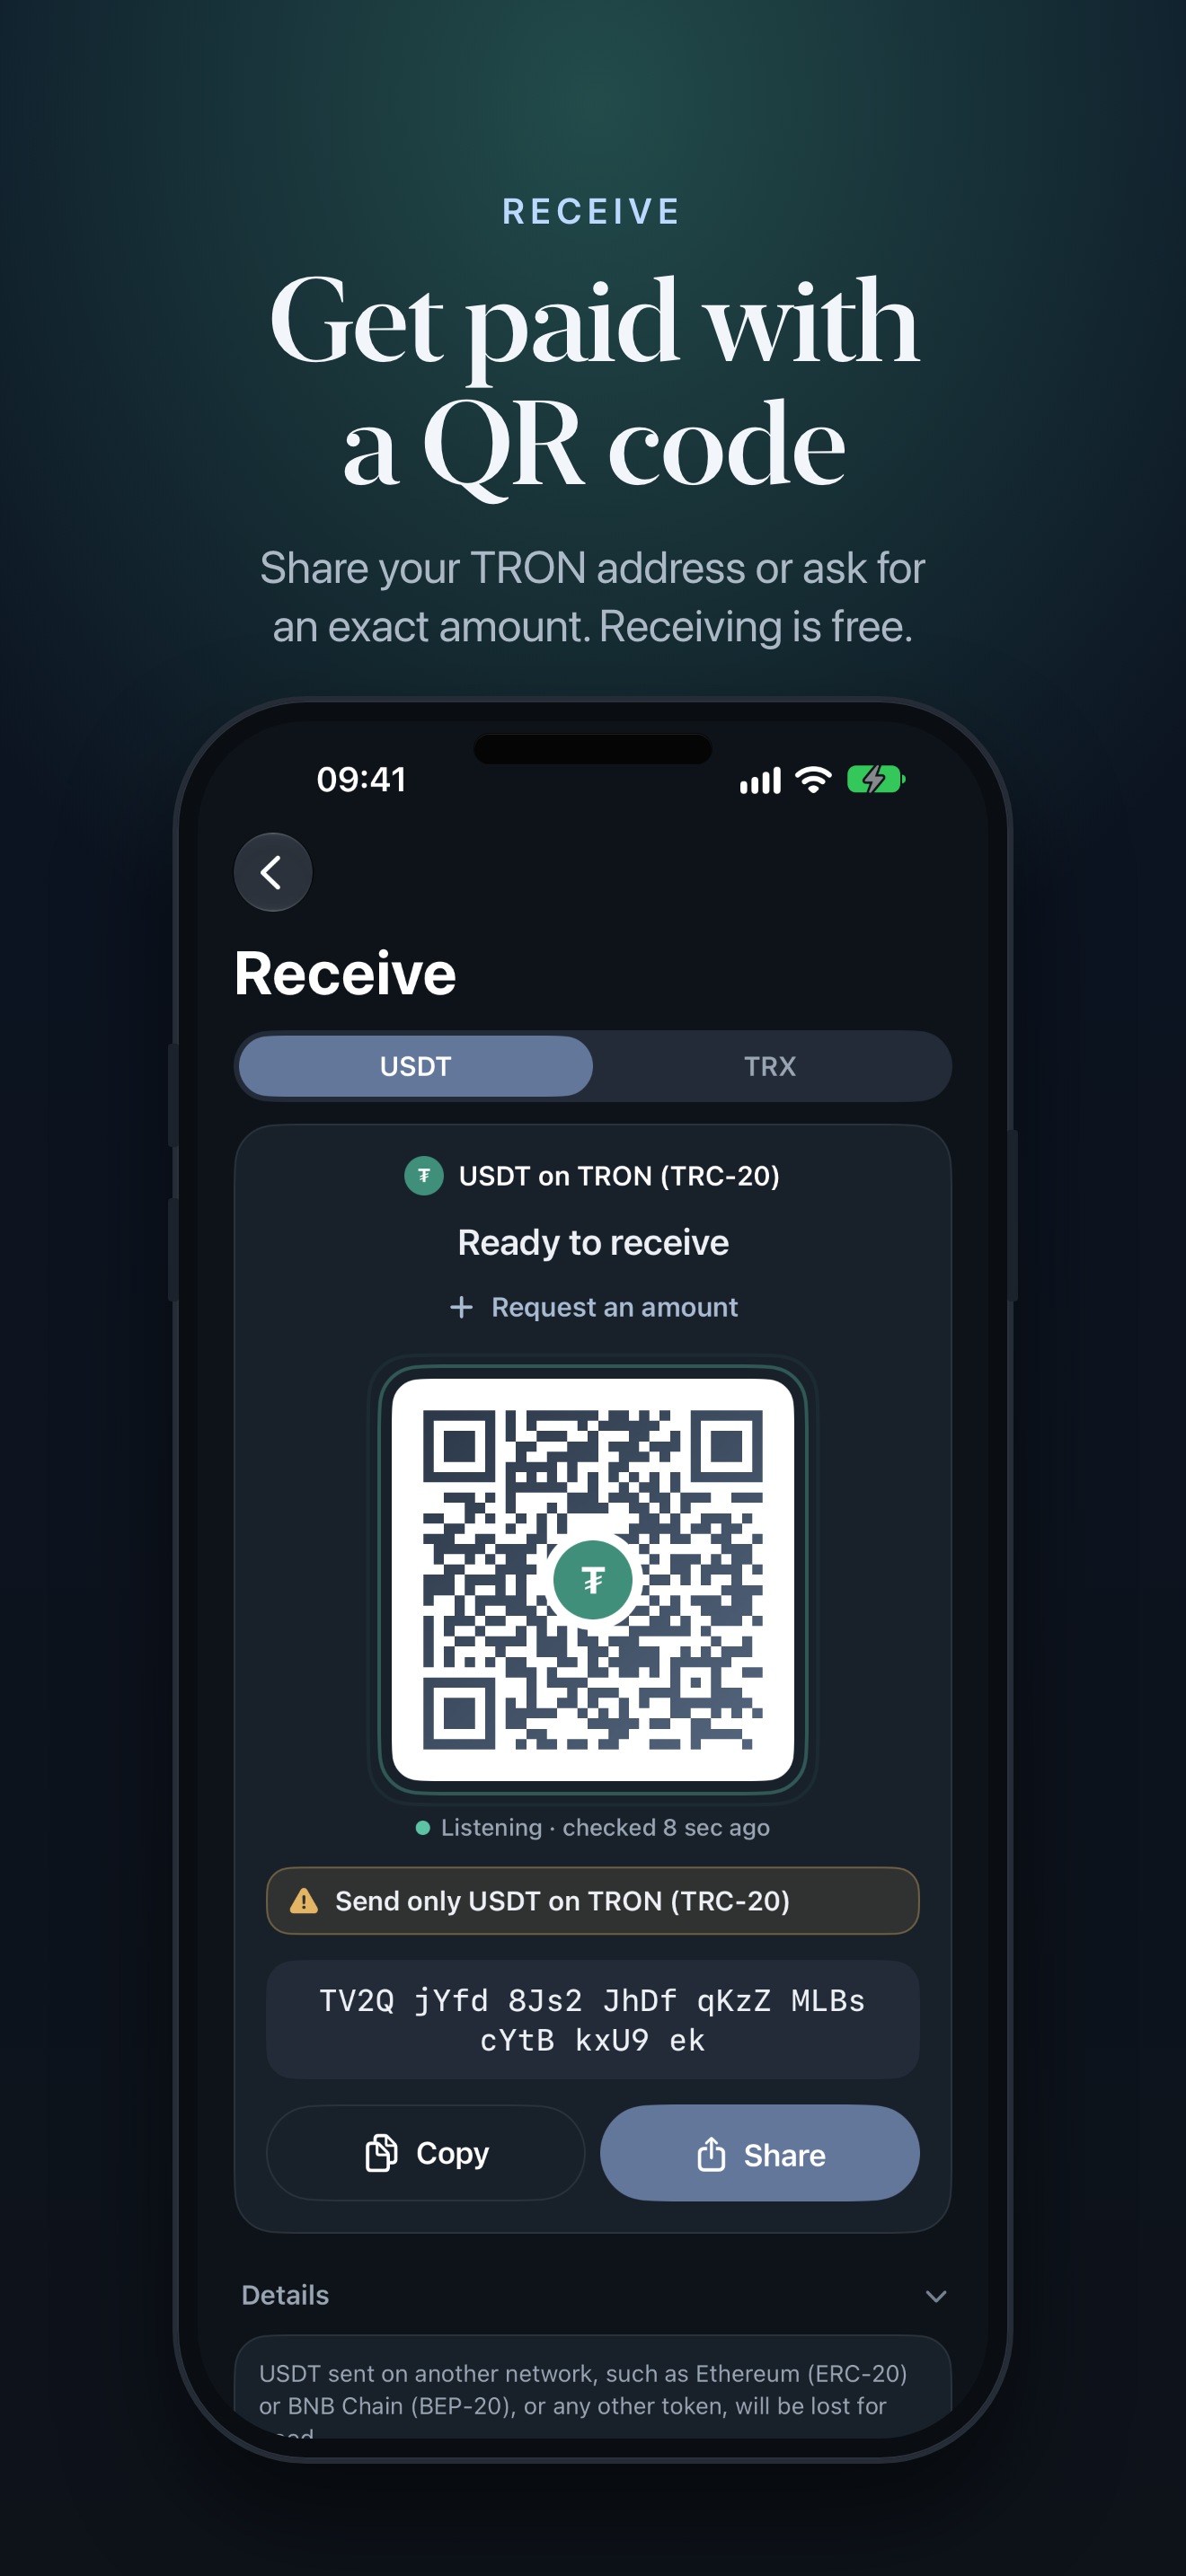 RECEIVE
Get paid with
a QR code
Share your TRON address or ask for
an exact amount. Receiving is free.
09:41
Receive
USDT
TRX
USDT on TRON (TRC-20)
Ready to receive
+ Request an amount
Listening · checked 8 sec ago
Send only USDT on TRON (TRC-20)
TV2Q jYfd 8Js2 JhDf qKzZ MLBs
cYtB kxU9 ek
Copy
Share
Details
USDT sent on another network, such as Ethereum (ERC-20)
or BNB Chain (BEP-20), or any other token, will be lost for